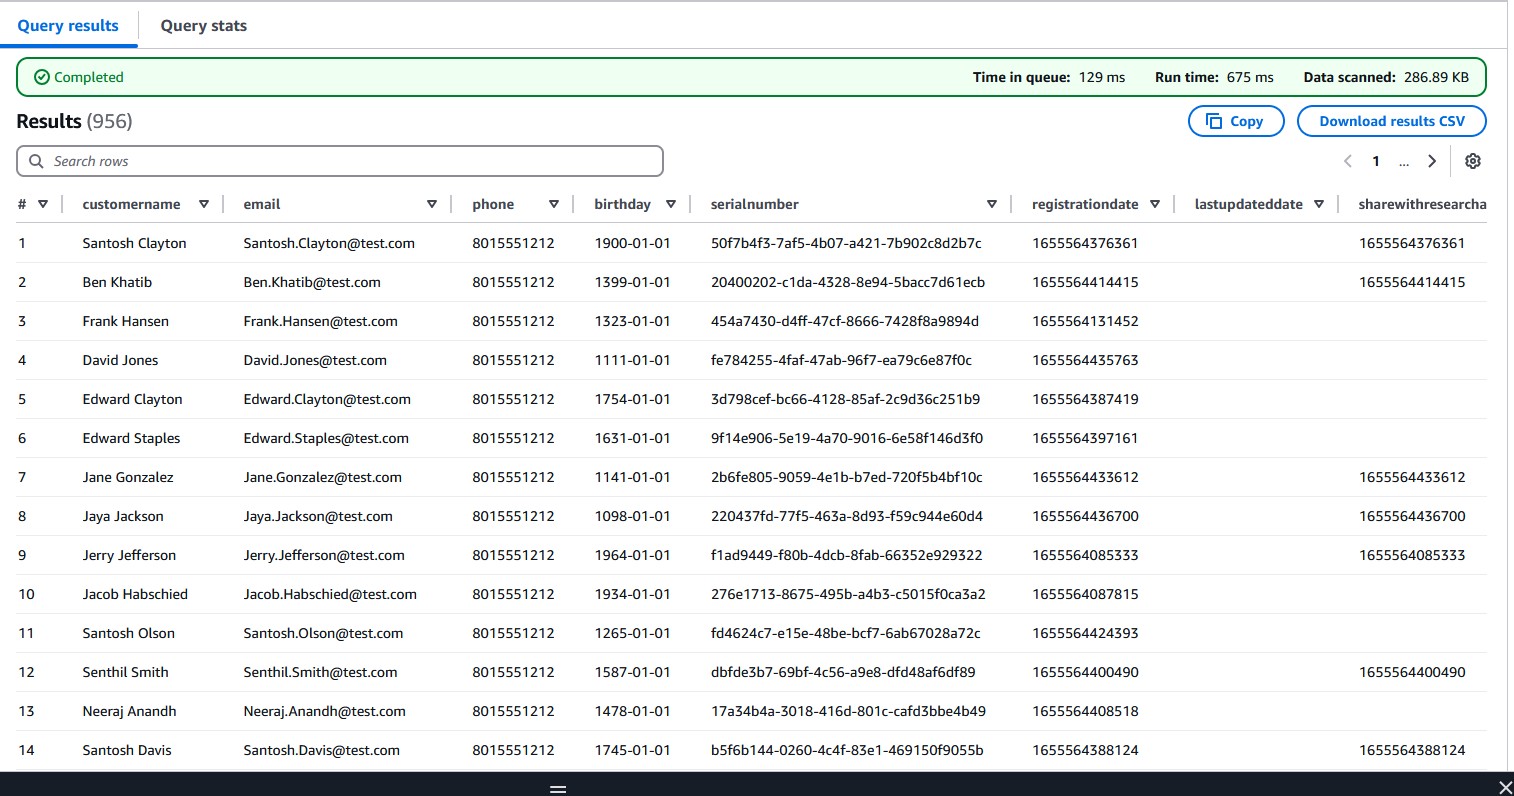 Query results Query stats
Completed Time in queue: 129 ms Run time: 675 ms Data scanned: 286.89 KB
Results (956) Copy Download results CSV
Search rows 1 ...
# customername email phone birthday serialnumber registrationdate lastupdateddate sharewithresearcha
1 Santosh Clayton Santosh.Clayton@test.com 8015551212 1900-01-01 50f7b4f3-7af5-4b07-a421-7b902c8d2b7c 1655564376361 1655564376361
2 Ben Khatib Ben.Khatib@test.com 8015551212 1399-01-01 20400202-c1da-4328-8e94-5bacc7d61ecb 1655564414415 1655564414415
3 Frank Hansen Frank.Hansen@test.com 8015551212 1323-01-01 454a7430-d4ff-47cf-8666-7428f8a9894d 1655564131452
4 David Jones David.Jones@test.com 8015551212 1111-01-01 fe784255-4faf-47ab-96f7-ea79c6e87f0c 1655564435763
5 Edward Clayton Edward.Clayton@test.com 8015551212 1754-01-01 3d798cef-bc66-4128-85af-2c9d36c251b9 1655564387419
6 Edward Staples Edward.Staples@test.com 8015551212 1631-01-01 9f14e906-5e19-4a70-9016-6e58f146d3f0 1655564397161
7 Jane Gonzalez Jane.Gonzalez@test.com 8015551212 1141-01-01 2b6fe805-9059-4e1b-b7ed-720f5b4bf10c 1655564433612 1655564433612
8 Jaya Jackson Jaya.Jackson@test.com 8015551212 1098-01-01 220437fd-77f5-463a-8d93-f59c944e60d4 1655564436700 1655564436700
9 Jerry Jefferson Jerry.Jefferson@test.com 8015551212 1964-01-01 f1ad9449-f80b-4dcb-8fab-66352e929322 1655564085333 1655564085333
10 Jacob Habschied Jacob.Habschied@test.com 8015551212 1934-01-01 276e1713-8675-495b-a4b3-c5015f0ca3a2 1655564087815
11 Santosh Olson Santosh.Olson@test.com 8015551212 1265-01-01 fd4624c7-e15e-48be-bcf7-6ab67028a72c 1655564424393
12 Senthil Smith Senthil.Smith@test.com 8015551212 1587-01-01 dbfde3b7-69bf-4c56-a9e8-dfd48af6df89 1655564400490 1655564400490
13 Neeraj Anandh Neeraj.Anandh@test.com 8015551212 1478-01-01 17a34b4a-3018-416d-801c-cafd3bbe4b49 1655564408518
14 Santosh Davis Santosh.Davis@test.com 8015551212 1745-01-01 b5f6b144-0260-4c4f-83e1-469150f9055b 1655564388124 1655564388124